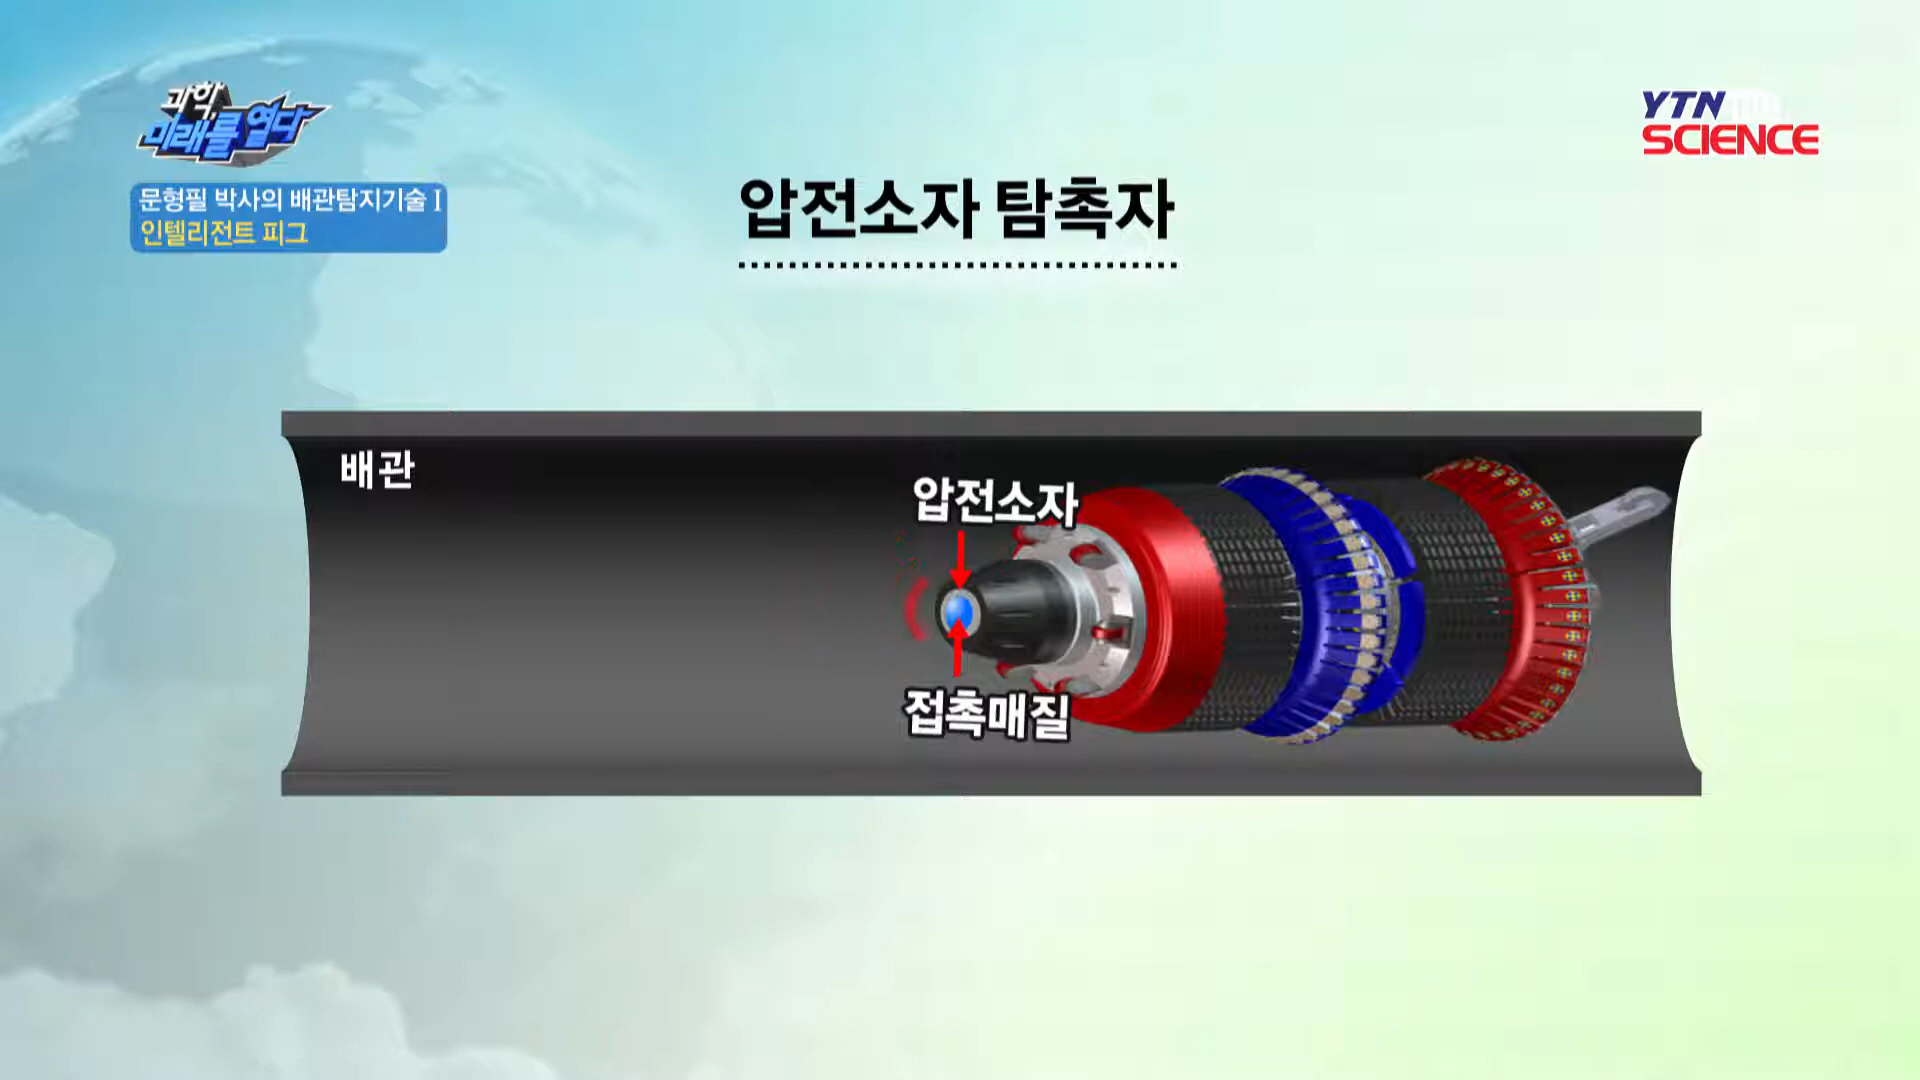 과학,
미래를 열다
문형필 박사의 배관탐지기술 I
인텔리전트 피그
YTN
SCIENCE
압전소자 탐촉자
배관
압전소자
접촉매질